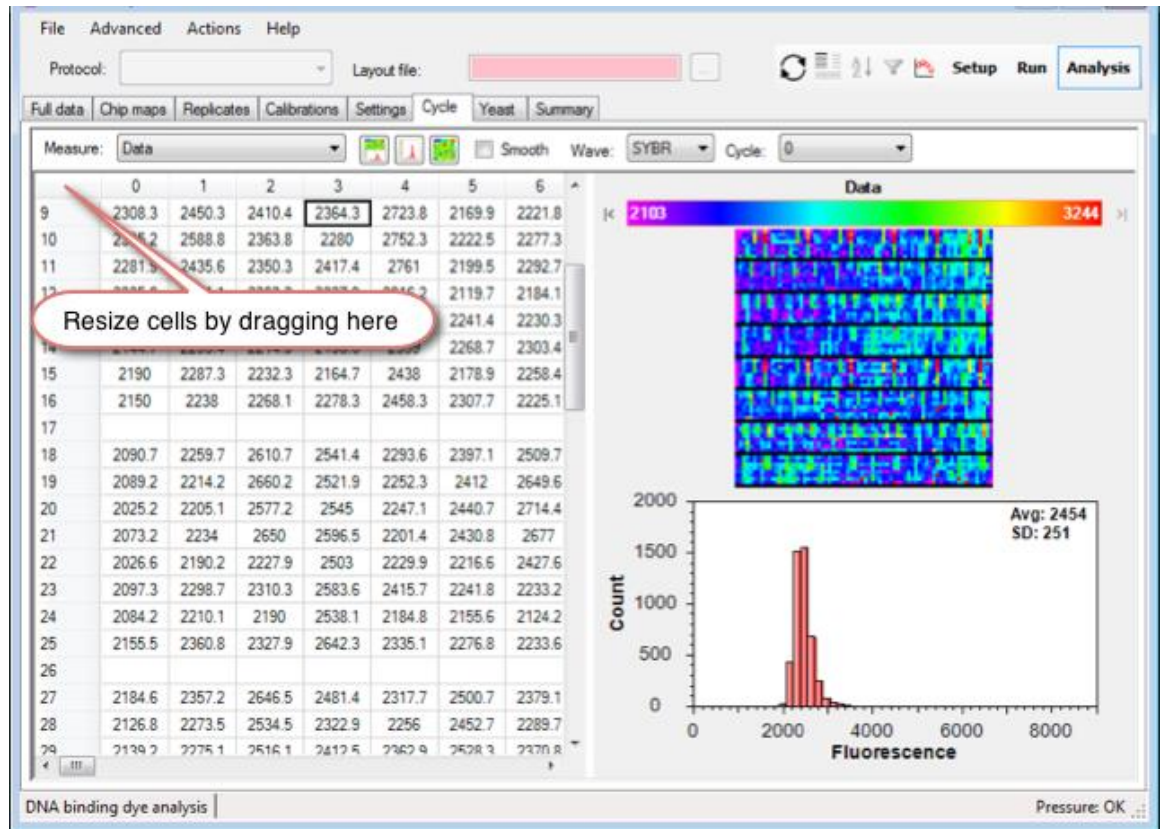 File Advanced Actions Help
Protocol: Layout file: Setup Run Analysis
Full data Chip maps Replicates Calibrations Settings Cycle Yeast Summary
Measure: Data Smooth Wave: SYBR Cycle: 0
0 1 2 3 4 5 6
9 2308.3 2450.3 2410.4 2364.3 2723.8 2169.9 2221.8
10 2588.8 2363.8 2280 2752.3 2222.5 2277.3
11 2435.6 2350.3 2417.4 2761 2199.5 2292.7
2119.7 2184.1
Resize cells by dragging here
2241.4 2230.3
2268.7 2303.4
15 2190 2287.3 2232.3 2164.7 2438 2178.9 2258.4
16 2150 2238 2268.1 2278.3 2458.3 2307.7 2225.1
17
18 2090.7 2259.7 2610.7 2541.4 2293.6 2397.1 2509.7
19 2089.2 2214.2 2660.2 2521.9 2252.3 2412 2649.6
20 2025.2 2205.1 2577.2 2545 2247.1 2440.7 2714.4
21 2073.2 2234 2650 2596.5 2201.4 2430.8 2677
22 2026.6 2190.2 2227.9 2503 2229.9 2216.6 2427.6
23 2097.3 2298.7 2310.3 2583.6 2415.7 2241.8 2233.2
24 2084.2 2210.1 2190 2538.1 2184.8 2155.6 2124.2
25 2155.5 2360.8 2327.9 2642.3 2335.1 2276.8 2233.6
26
27 2184.6 2357.2 2646.5 2481.4 2317.7 2500.7 2379.1
28 2126.8 2273.5 2534.5 2322.9 2256 2452.7 2289.7
29 2139.2 2275.1 2516.1 2412.5 2362.9 2528.3 2370.8
Data
2103 3244
2000
1500
1000
500
0
Count
Avg: 2454
SD: 251
0 2000 4000 6000 8000
Fluorescence
DNA binding dye analysis Pressure: OK